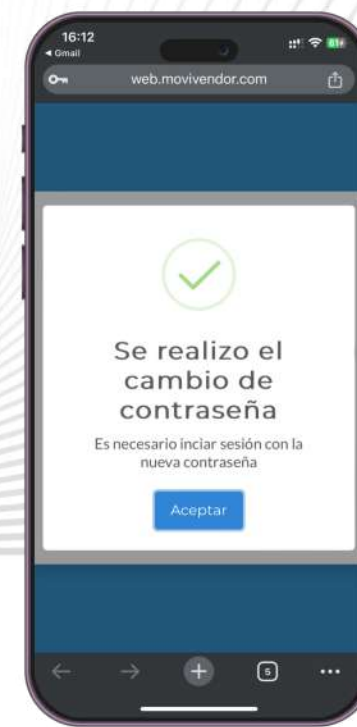 16:12
Gmail
81
web.movivendor.com
Se realizo el
cambio de
contraseña
Es necesario inciar sesión con la
nueva contraseña
Aceptar
5